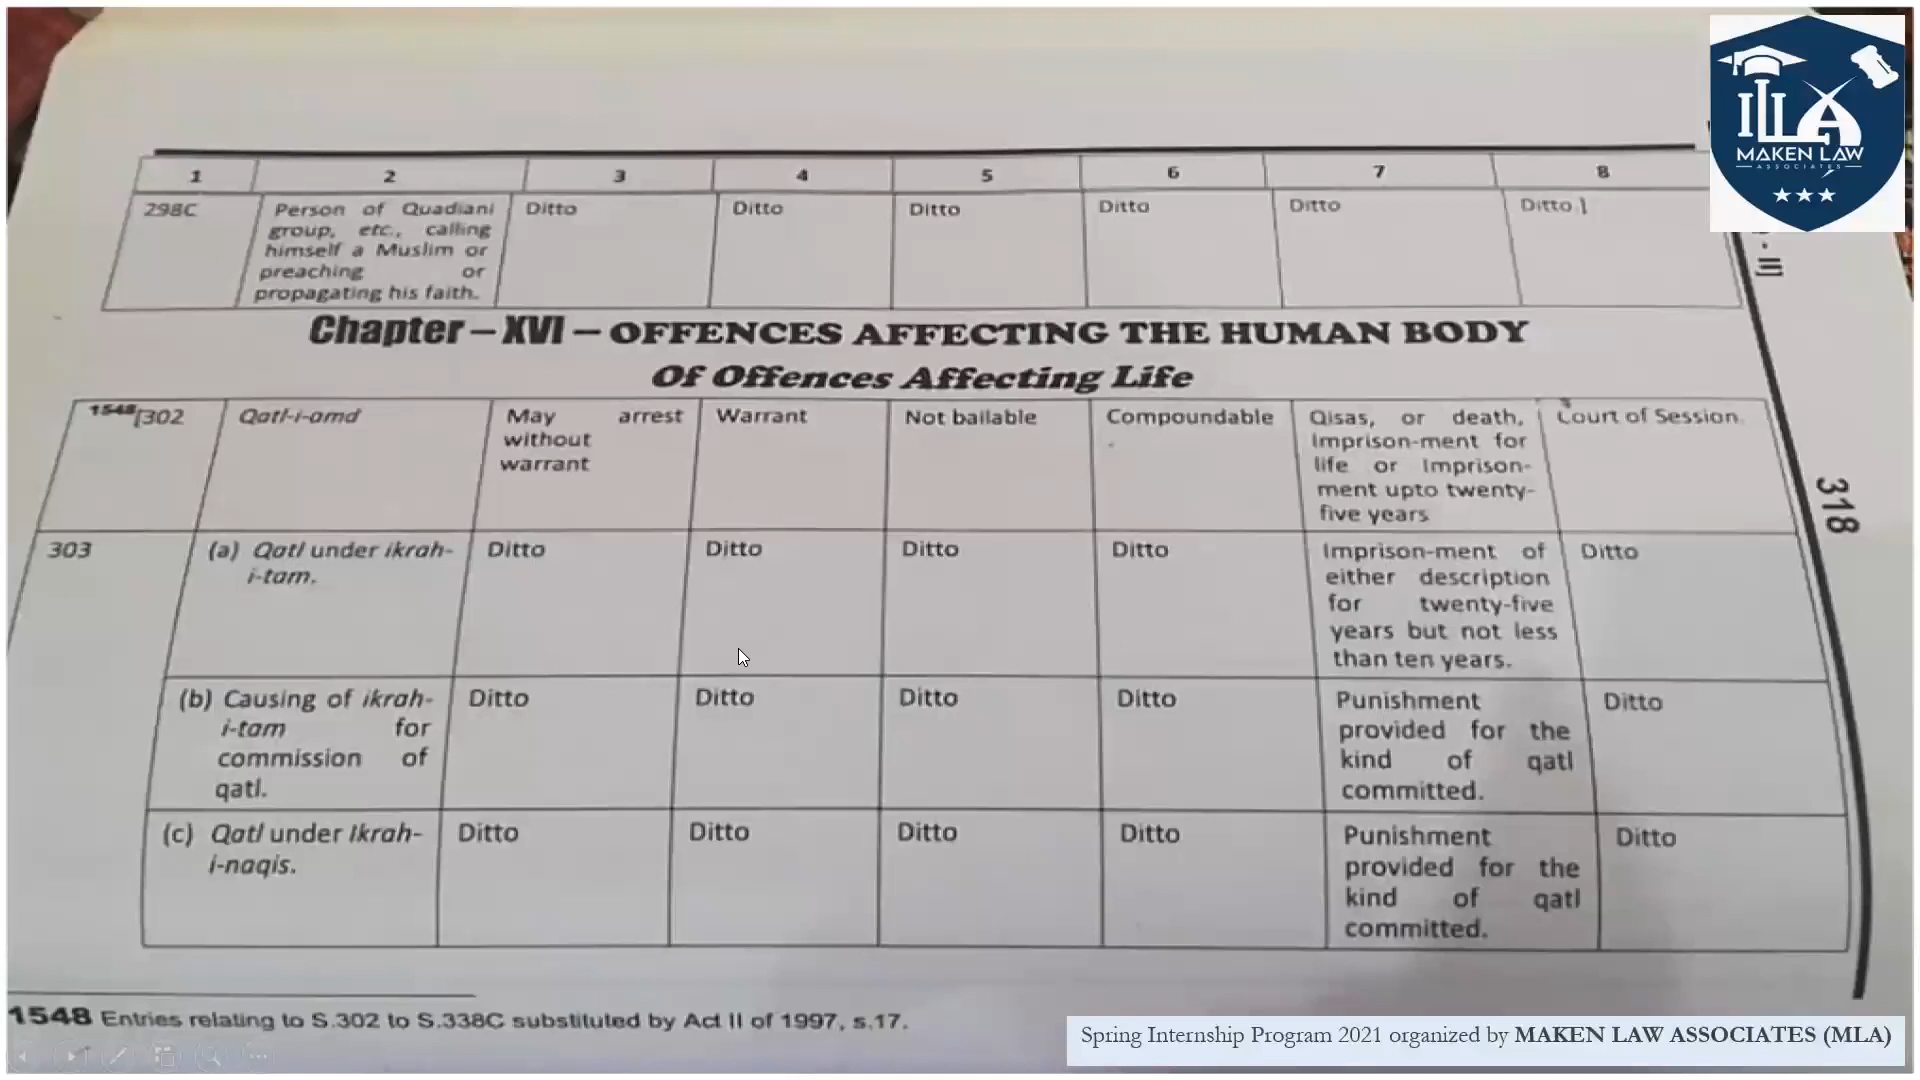 ILLA
MAKEN LAW
ASSOCIATES
1 2 3 4 5 6 7 8
298C Person of Quadiani Ditto Ditto Ditto Ditto Ditto Ditto.]
group, etc., calling
himself a Muslim or
preaching or
propagating his faith.
Chapter – XVI – OFFENCES AFFECTING THE HUMAN BODY
Of Offences Affecting Life
1548[302 Qatl-i-amd May arrest Warrant Not bailable Compoundable Qisas, or death, Court of Session.
without Imprison-ment for
warrant life or Imprison-
ment upto twenty-
five years
303 (a) Qatl under ikrah- Ditto Ditto Ditto Ditto Imprison-ment of Ditto
i-tam. either description
for twenty-five
years but not less
than ten years.
(b) Causing of ikrah- Ditto Ditto Ditto Ditto Punishment Ditto
i-tam for provided for the
commission of kind of qatl
qatl. committed.
(c) Qatl under Ikrah- Ditto Ditto Ditto Ditto Punishment Ditto
i-naqis. provided for the
kind of qatl
committed.
318
1548 Entries relating to S.302 to S.338C substituted by Act II of 1997, s.17.
Spring Internship Program 2021 organized by MAKEN LAW ASSOCIATES (MLA)